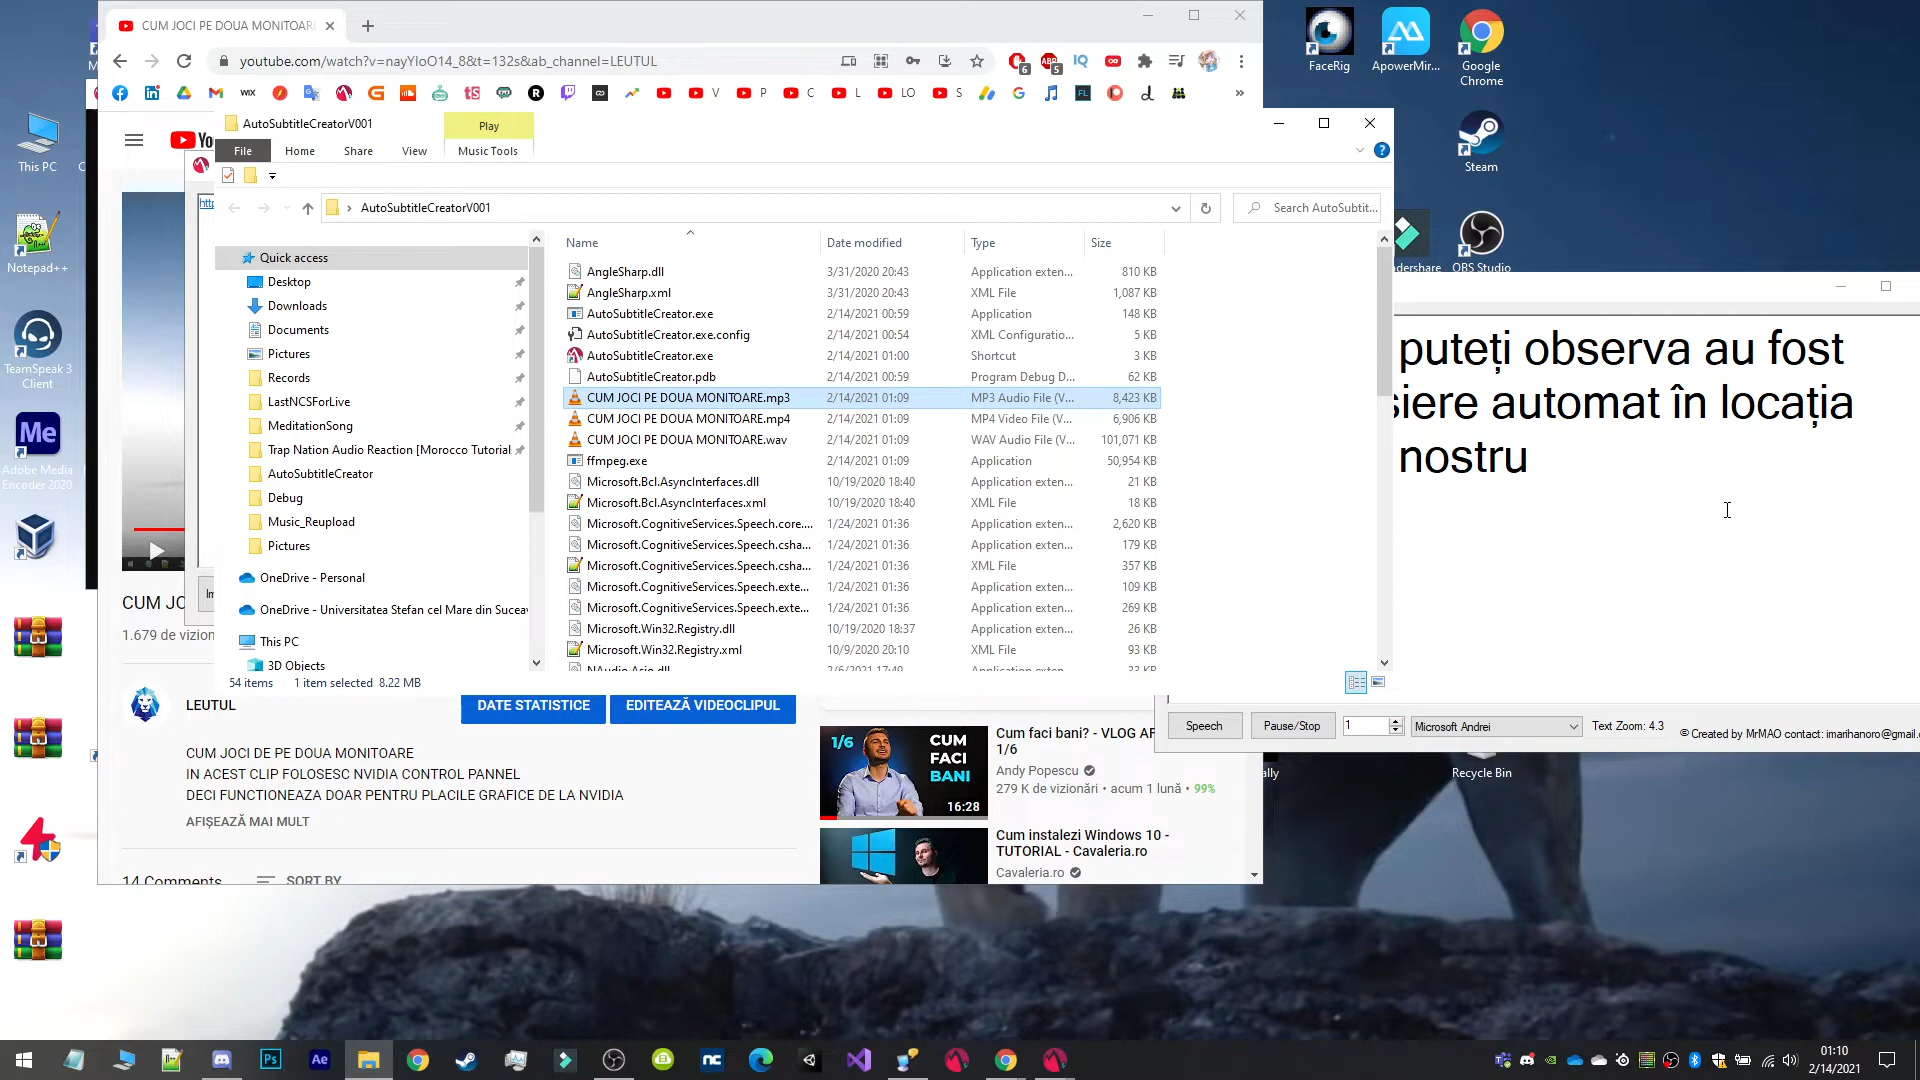 CUM JOCI PE DOUA MONITOARE
youtube.com/watch?v=nayYIoO14_8&t=132s&ab_channel=LEUTUL
6
5
V
P
C
L
LO
S
AutoSubtitleCreatorV001
Play
File
Home
Share
View
Music Tools
AutoSubtitleCreatorV001
Search AutoSubtit...
Name
Date modified
Type
Size
Quick access
Desktop
Downloads
Documents
Pictures
Records
LastNCSForLive
MeditationSong
Trap Nation Audio Reaction [Morocco Tutorial
AutoSubtitleCreator
Debug
Music_Reupload
Pictures
OneDrive - Personal
OneDrive - Universitatea Stefan cel Mare din Sucea
This PC
3D Objects
AngleSharp.dll 3/31/2020 20:43 Application exten... 810 KB
AngleSharp.xml 3/31/2020 20:43 XML File 1,087 KB
AutoSubtitleCreator.exe 2/14/2021 00:59 Application 148 KB
AutoSubtitleCreator.exe.config 2/14/2021 00:54 XML Configuratio... 5 KB
AutoSubtitleCreator.exe 2/14/2021 01:00 Shortcut 3 KB
AutoSubtitleCreator.pdb 2/14/2021 00:59 Program Debug D... 62 KB
CUM JOCI PE DOUA MONITOARE.mp3 2/14/2021 01:09 MP3 Audio File (V... 8,423 KB
CUM JOCI PE DOUA MONITOARE.mp4 2/14/2021 01:09 MP4 Video File (V... 6,906 KB
CUM JOCI PE DOUA MONITOARE.wav 2/14/2021 01:09 WAV Audio File (V... 101,071 KB
ffmpeg.exe 2/14/2021 01:09 Application 50,954 KB
Microsoft.Bcl.AsyncInterfaces.dll 10/19/2020 18:40 Application exten... 21 KB
Microsoft.Bcl.AsyncInterfaces.xml 10/19/2020 18:40 XML File 18 KB
Microsoft.CognitiveServices.Speech.core.... 1/24/2021 01:36 Application exten... 2,620 KB
Microsoft.CognitiveServices.Speech.csha... 1/24/2021 01:36 Application exten... 179 KB
Microsoft.CognitiveServices.Speech.csha... 1/24/2021 01:36 XML File 357 KB
Microsoft.CognitiveServices.Speech.exte... 1/24/2021 01:36 Application exten... 109 KB
Microsoft.CognitiveServices.Speech.exte... 1/24/2021 01:36 Application exten... 269 KB
Microsoft.Win32.Registry.dll 10/19/2020 18:37 Application exten... 26 KB
Microsoft.Win32.Registry.xml 10/9/2020 20:10 XML File 93 KB
54 items 1 item selected 8.22 MB
This PC
Notepad++
TeamSpeak 3
Client
Me
Adobe Media
Encoder 2020
FaceRig
ApowerMir...
Google
Chrome
Steam
dershare
OBS Studio
puteți observa au fost
siere automat în locația
nostru
Speech
Pause/Stop
1
Microsoft Andrei
Text Zoom: 4.3
© Created by MrMAO contact: imarihanoro@gmail.
ally
Recycle Bin
http
CUM JO
1.679 de vizion
LEUTUL
DATE STATISTICE
EDITEAZĂ VIDEOCLIPUL
CUM JOCI DE PE DOUA MONITOARE
IN ACEST CLIP FOLOSESC NVIDIA CONTROL PANNEL
DECI FUNCTIONEAZA DOAR PENTRU PLACILE GRAFICE DE LA NVIDIA
AFIȘEAZĂ MAI MULT
14 Comments
SORT BY
1/6
CUM
FACI
BANI
16:28
Cum faci bani? - VLOG AF
1/6
Andy Popescu
279 K de vizionări • acum 1 lună • 99%
Cum instalezi Windows 10 -
TUTORIAL - Cavaleria.ro
Cavaleria.ro
Ps
Ae
nc
01:10
2/14/2021